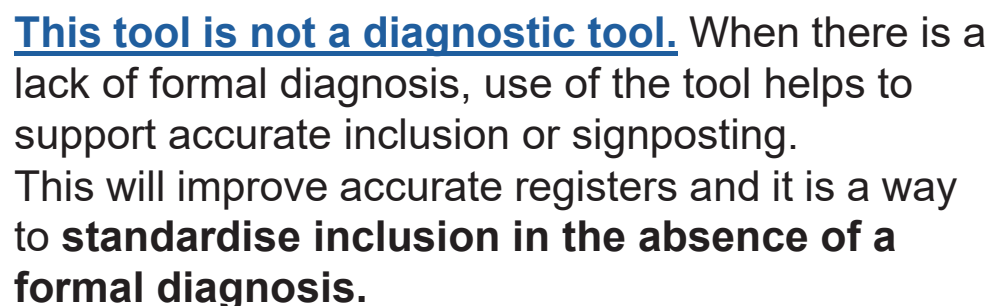 This tool is not a diagnostic tool. When there is a
lack of formal diagnosis, use of the tool helps to
support accurate inclusion or signposting.
This will improve accurate registers and it is a way
to standardise inclusion in the absence of a
formal diagnosis.